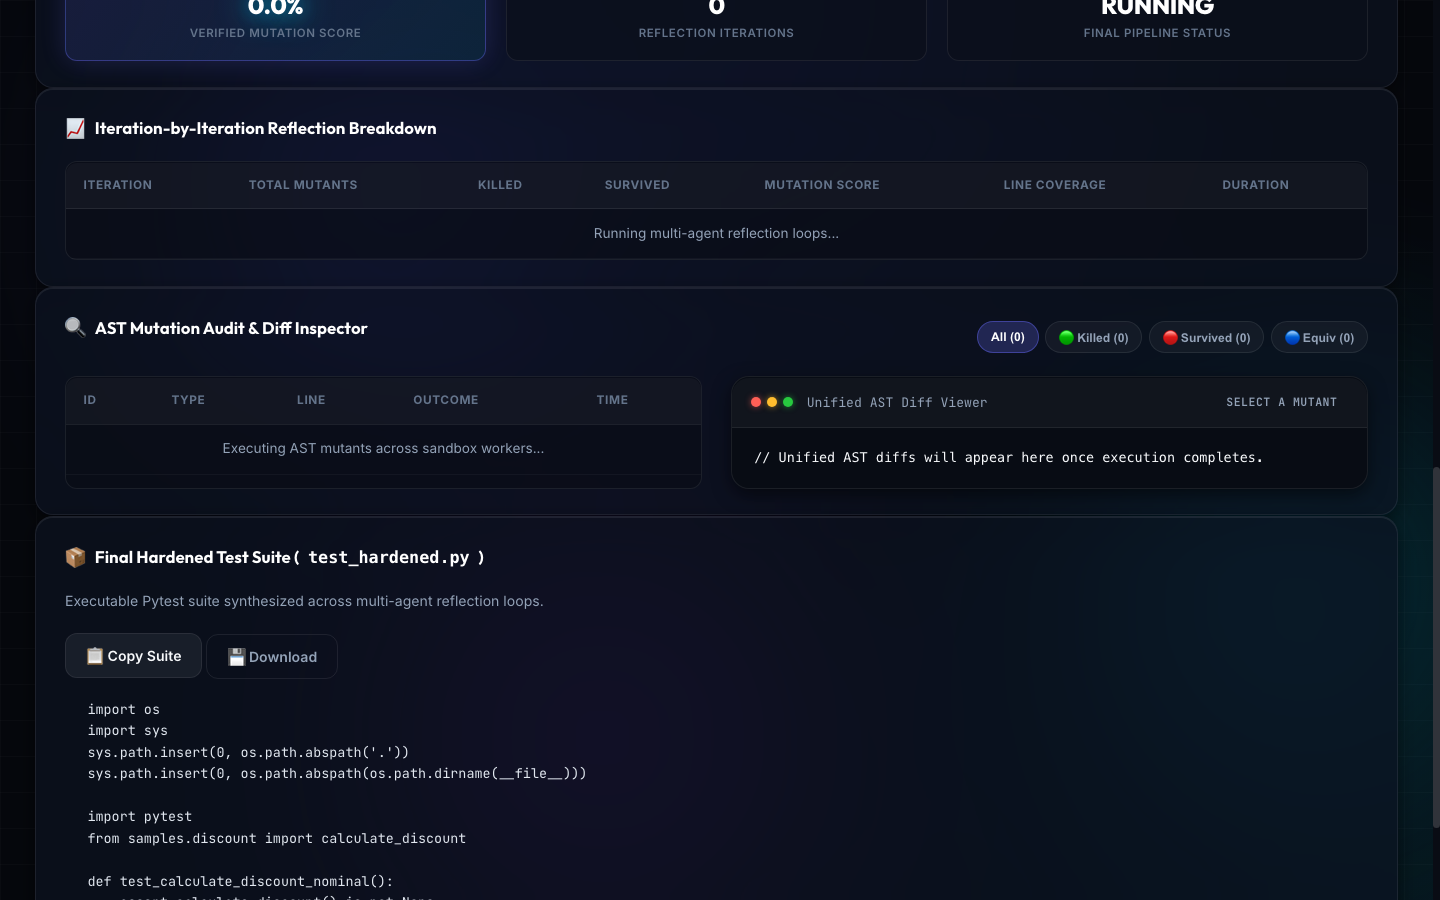 0.0%
VERIFIED MUTATION SCORE
0
REFLECTION ITERATIONS
RUNNING
FINAL PIPELINE STATUS
Iteration-by-Iteration Reflection Breakdown
ITERATION TOTAL MUTANTS KILLED SURVIVED MUTATION SCORE LINE COVERAGE DURATION
Running multi-agent reflection loops...
AST Mutation Audit & Diff Inspector
All (0) Killed (0) Survived (0) Equiv (0)
ID TYPE LINE OUTCOME TIME
Executing AST mutants across sandbox workers...
Unified AST Diff Viewer SELECT A MUTANT
// Unified AST diffs will appear here once execution completes.
Final Hardened Test Suite ( test_hardened.py )
Executable Pytest suite synthesized across multi-agent reflection loops.
Copy Suite Download
import os
import sys
sys.path.insert(0, os.path.abspath('.'))
sys.path.insert(0, os.path.abspath(os.path.dirname(__file__)))
import pytest
from samples.discount import calculate_discount
def test_calculate_discount_nominal():
assert calculate_discount() is not None